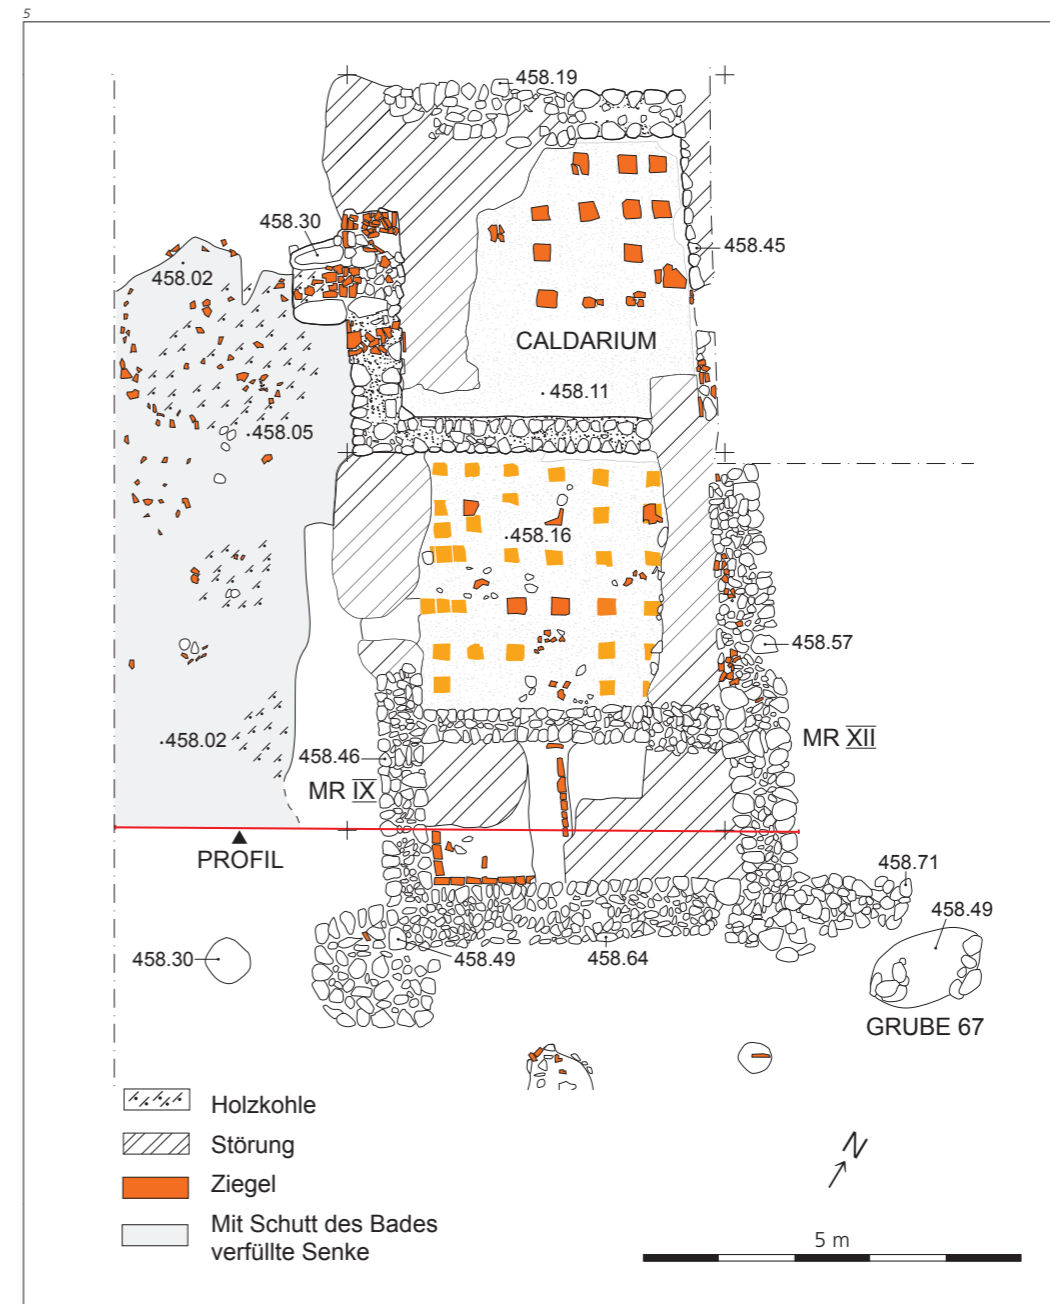 5
458.19
458.30
458.45
458.02
CALDARIUM
458.11
458.05
458.16
458.57
458.02
458.46
MR XII
MR IX
PROFIL
458.71
458.49
458.30
458.49
458.64
GRUBE 67
Holzkohle
Störung
Ziegel
Mit Schutt des Bades
verfüllte Senke
N
5 m